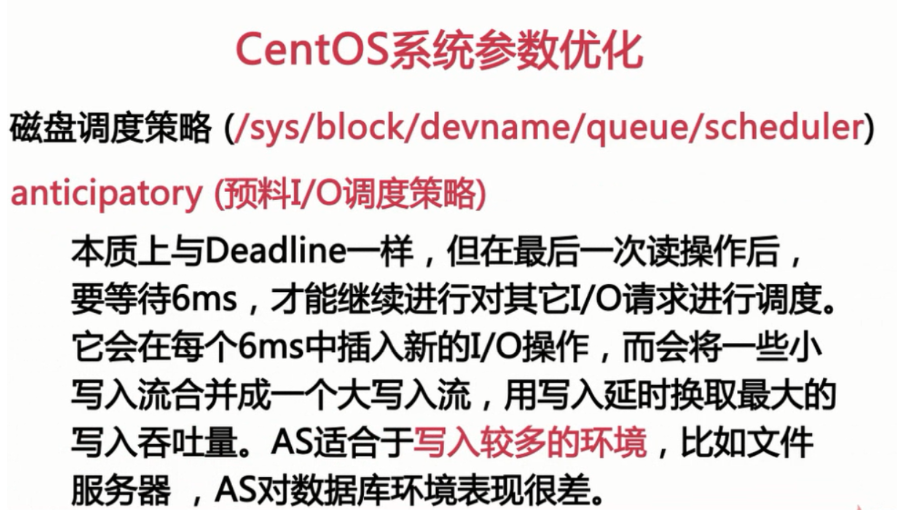 CentOS系统参数优化
磁盘调度策略 (/sys/block/devname/queue/scheduler)
anticipatory (预料I/O调度策略)
本质上与Deadline一样，但在最后一次读操作后，
要等待6ms，才能继续进行对其它I/O请求进行调度。
它会在每个6ms中插入新的I/O操作，而会将一些小
写入流合并成一个大写入流，用写入延时换取最大的
写入吞吐量。AS适合于写入较多的环境，比如文件
服务器 ，AS对数据库环境表现很差。